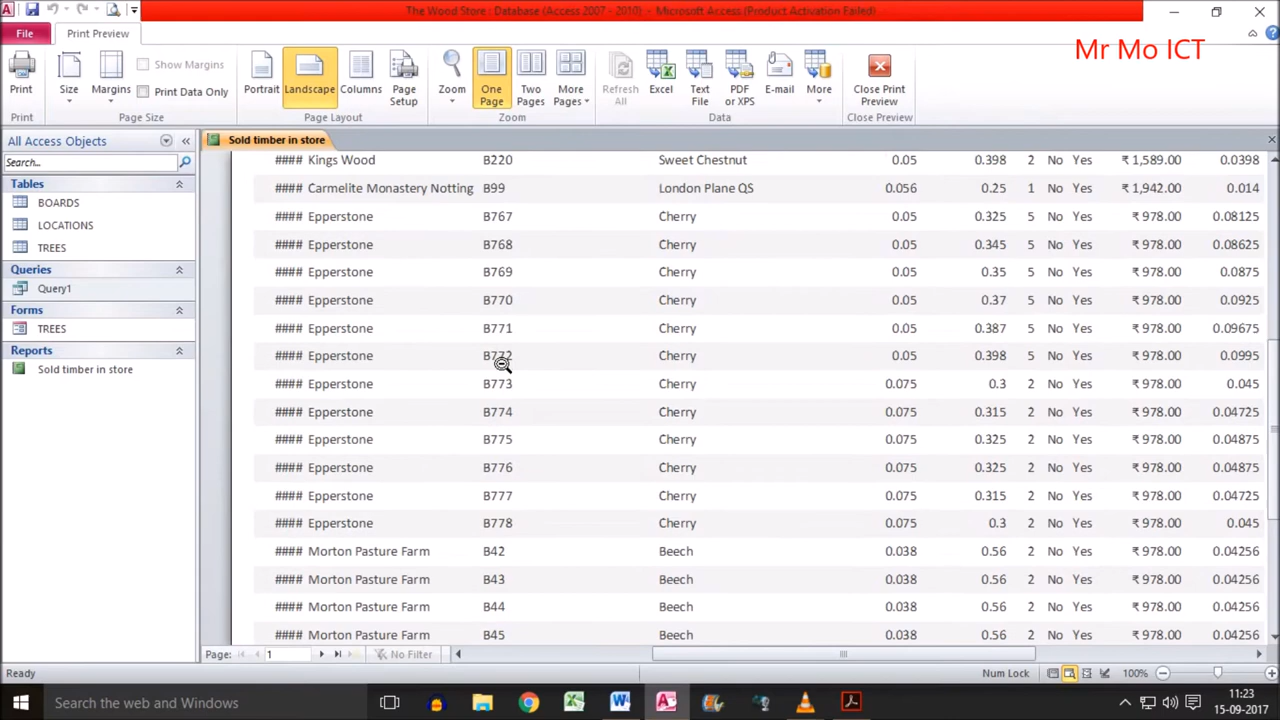 The Wood Store : Database (Access 2007 - 2010) - Microsoft Access (Product Activation Failed)
File Print Preview
Mr Mo ICT
Print Size Margins Show Margins Print Data Only Portrait Landscape Columns Page Setup Zoom One Page Two Pages More Pages Refresh All Excel Text File PDF or XPS E-mail More Close Print Preview
Print Page Size Page Layout Zoom Data Close Preview
All Access Objects
Search...
Tables
BOARDS
LOCATIONS
TREES
Queries
Query1
Forms
TREES
Reports
Sold timber in store
Sold timber in store
#### Kings Wood B220 Sweet Chestnut 0.05 0.398 2 No Yes ₹ 1,589.00 0.0398
#### Carmelite Monastery Notting B99 London Plane QS 0.056 0.25 1 No Yes ₹ 1,942.00 0.014
#### Epperstone B767 Cherry 0.05 0.325 5 No Yes ₹ 978.00 0.08125
#### Epperstone B768 Cherry 0.05 0.345 5 No Yes ₹ 978.00 0.08625
#### Epperstone B769 Cherry 0.05 0.35 5 No Yes ₹ 978.00 0.0875
#### Epperstone B770 Cherry 0.05 0.37 5 No Yes ₹ 978.00 0.0925
#### Epperstone B771 Cherry 0.05 0.387 5 No Yes ₹ 978.00 0.09675
#### Epperstone B772 Cherry 0.05 0.398 5 No Yes ₹ 978.00 0.0995
#### Epperstone B773 Cherry 0.075 0.3 2 No Yes ₹ 978.00 0.045
#### Epperstone B774 Cherry 0.075 0.315 2 No Yes ₹ 978.00 0.04725
#### Epperstone B775 Cherry 0.075 0.325 2 No Yes ₹ 978.00 0.04875
#### Epperstone B776 Cherry 0.075 0.325 2 No Yes ₹ 978.00 0.04875
#### Epperstone B777 Cherry 0.075 0.315 2 No Yes ₹ 978.00 0.04725
#### Epperstone B778 Cherry 0.075 0.3 2 No Yes ₹ 978.00 0.045
#### Morton Pasture Farm B42 Beech 0.038 0.56 2 No Yes ₹ 978.00 0.04256
#### Morton Pasture Farm B43 Beech 0.038 0.56 2 No Yes ₹ 978.00 0.04256
#### Morton Pasture Farm B44 Beech 0.038 0.56 2 No Yes ₹ 978.00 0.04256
#### Morton Pasture Farm B45 Beech 0.038 0.56 2 No Yes ₹ 978.00 0.04256
Page: 1 No Filter
Ready Num Lock 100%
Search the web and Windows
11:23
15-09-2017